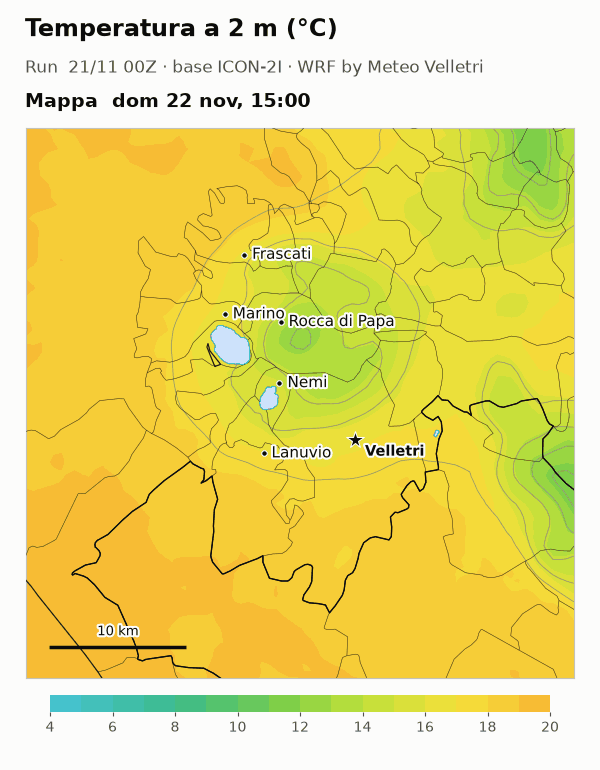 Temperatura a 2 m (°C)
Run  21/11 00Z · base ICON-2I · WRF by Meteo Velletri
Mappa  dom 22 nov, 15:00
Frascati
Marino
Rocca di Papa
Nemi
Velletri
Lanuvio
10 km
4 6 8 10 12 14 16 18 20